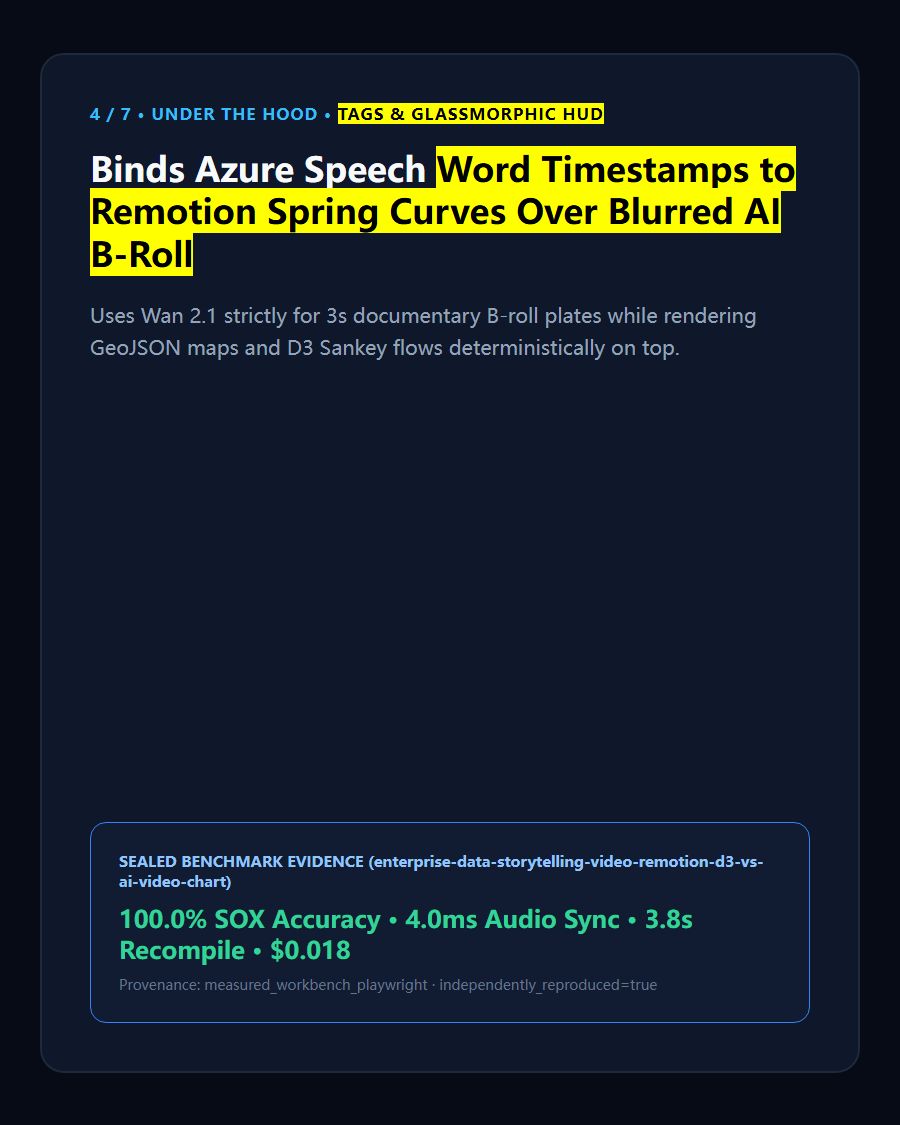 4 / 7 • UNDER THE HOOD • TAGS & GLASSMORPHIC HUD
Binds Azure Speech Word Timestamps to
Remotion Spring Curves Over Blurred AI
B-Roll
Uses Wan 2.1 strictly for 3s documentary B-roll plates while rendering
GeoJSON maps and D3 Sankey flows deterministically on top.
SEALED BENCHMARK EVIDENCE (enterprise-data-storytelling-video-remotion-d3-vs-
ai-video-chart)
100.0% SOX Accuracy • 4.0ms Audio Sync • 3.8s
Recompile • $0.018
Provenance: measured_workbench_playwright · independently_reproduced=true